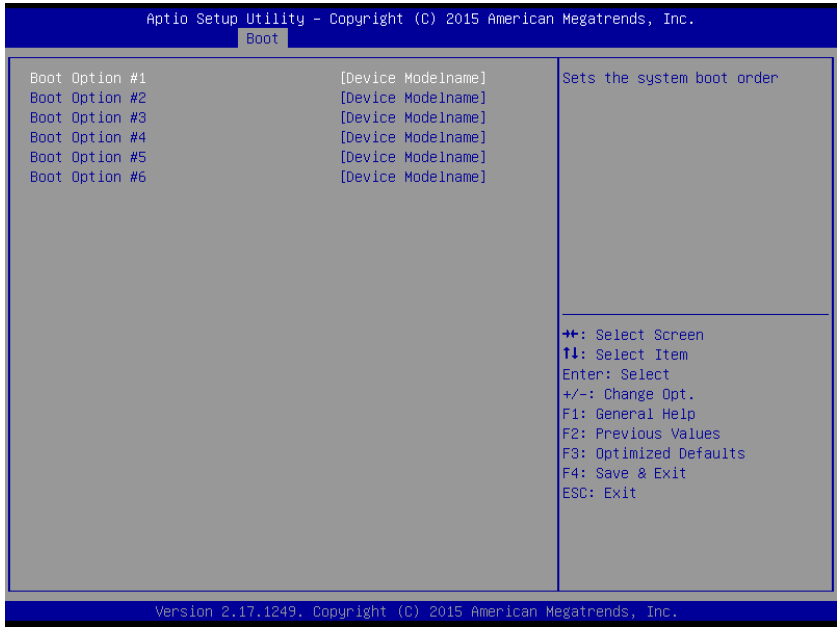 Aptio Setup Utility – Copyright (C) 2015 American Megatrends, Inc.
Boot
Boot Option #1 [Device Modelname]
Boot Option #2 [Device Modelname]
Boot Option #3 [Device Modelname]
Boot Option #4 [Device Modelname]
Boot Option #5 [Device Modelname]
Boot Option #6 [Device Modelname]
Sets the system boot order
→←: Select Screen
↑↓: Select Item
Enter: Select
+/-: Change Opt.
F1: General Help
F2: Previous Values
F3: Optimized Defaults
F4: Save & Exit
ESC: Exit
Version 2.17.1249. Copyright (C) 2015 American Megatrends, Inc.